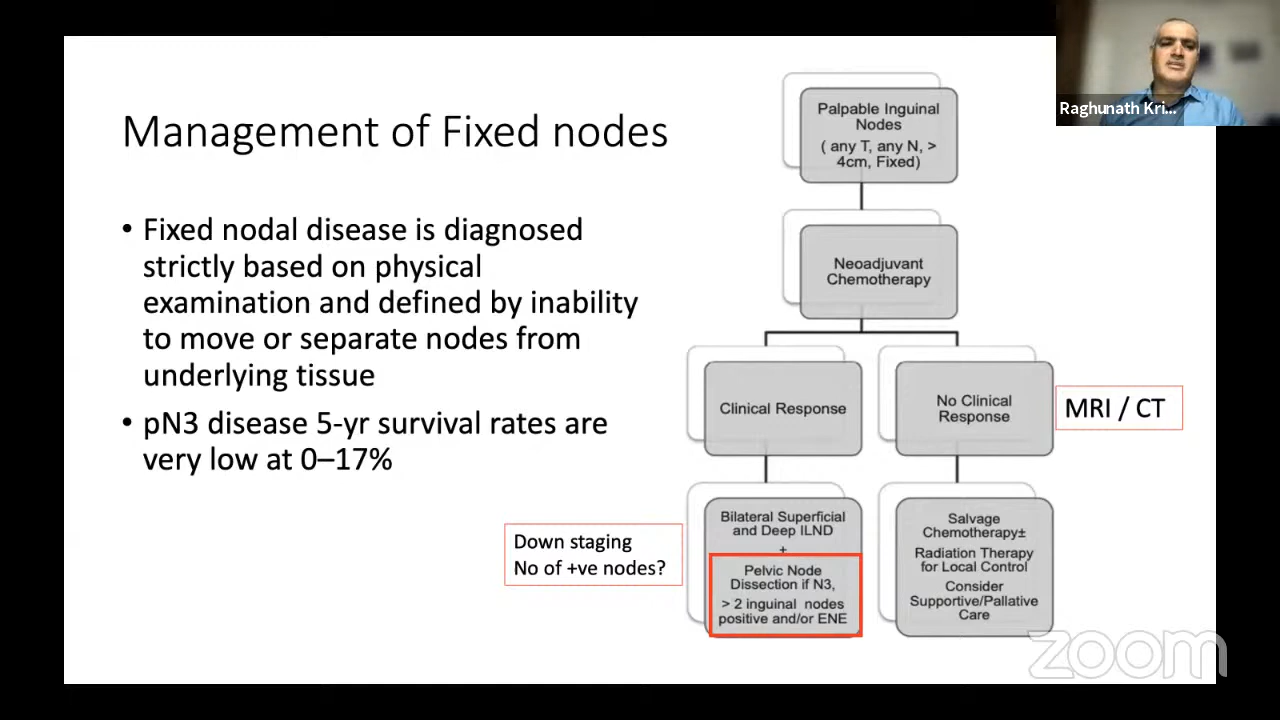 Raghunath Kri...
Management of Fixed nodes
• Fixed nodal disease is diagnosed
strictly based on physical
examination and defined by inability
to move or separate nodes from
underlying tissue
• pN3 disease 5-yr survival rates are
very low at 0–17%
Palpable Inguinal
Nodes
( any T, any N, >
4cm, Fixed)
Neoadjuvant
Chemotherapy
Clinical Response
No Clinical
Response
MRI / CT
Down staging
No of +ve nodes?
Bilateral Superficial
and Deep ILND
+
Pelvic Node
Dissection if N3,
> 2 inguinal nodes
positive and/or ENE
Salvage
Chemotherapy±
Radiation Therapy
for Local Control
Consider
Supportive/Pallative
Care
zoom